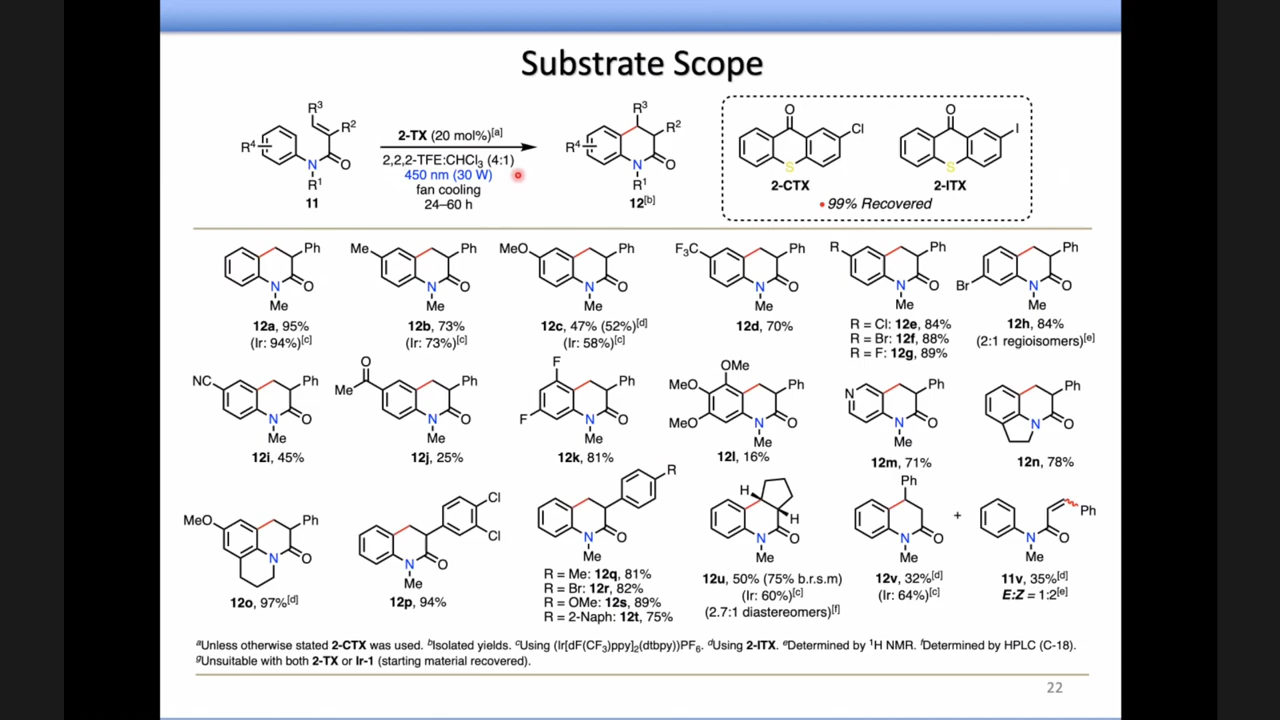 Substrate Scope
R³
R²
R⁴
N
O
R¹
11
2-TX (20 mol%)[a]
2,2,2-TFE:CHCl₃ (4:1)
450 nm (30 W)
fan cooling
24–60 h
R³
R²
R⁴
N
O
R¹
12[b]
O
Cl
S
2-CTX
O
I
S
2-ITX
• 99% Recovered
Ph
N
O
Me
12a, 95%
(Ir: 94%)[c]
Me
Ph
N
O
Me
12b, 73%
(Ir: 73%)[c]
MeO
Ph
N
O
Me
12c, 47% (52%)[d]
(Ir: 58%)[c]
F₃C
Ph
N
O
Me
12d, 70%
R
Ph
N
O
Me
R = Cl: 12e, 84%
R = Br: 12f, 88%
R = F: 12g, 89%
Ph
Br
N
O
Me
12h, 84%
(2:1 regioisomers)[e]
NC
Ph
N
O
Me
12i, 45%
O
Me
Ph
N
O
Me
12j, 25%
F
Ph
F
N
O
Me
12k, 81%
OMe
MeO
Ph
MeO
N
O
Me
12l, 16%
N
Ph
N
O
Me
12m, 71%
Ph
N
O
12n, 78%
MeO
Ph
N
O
12o, 97%[d]
Cl
Cl
N
O
Me
12p, 94%
R
N
O
Me
R = Me: 12q, 81%
R = Br: 12r, 82%
R = OMe: 12s, 89%
R = 2-Naph: 12t, 75%
H
H
N
O
Me
12u, 50% (75% b.r.s.m)
(Ir: 60%)[c]
(2.7:1 diastereomers)[f]
Ph
N
O
Me
12v, 32%[d]
(Ir: 64%)[c]
+
Ph
N
O
Me
11v, 35%[d]
E:Z = 1:2[e]
ᵃUnless otherwise stated 2-CTX was used. ᵇIsolated yields. ᶜUsing (Ir[dF(CF₃)ppy]₂(dtbpy))PF₆. ᵈUsing 2-ITX. ᵉDetermined by ¹H NMR. ᶠDetermined by HPLC (C-18).
ᵍUnsuitable with both 2-TX or Ir-1 (starting material recovered).
22